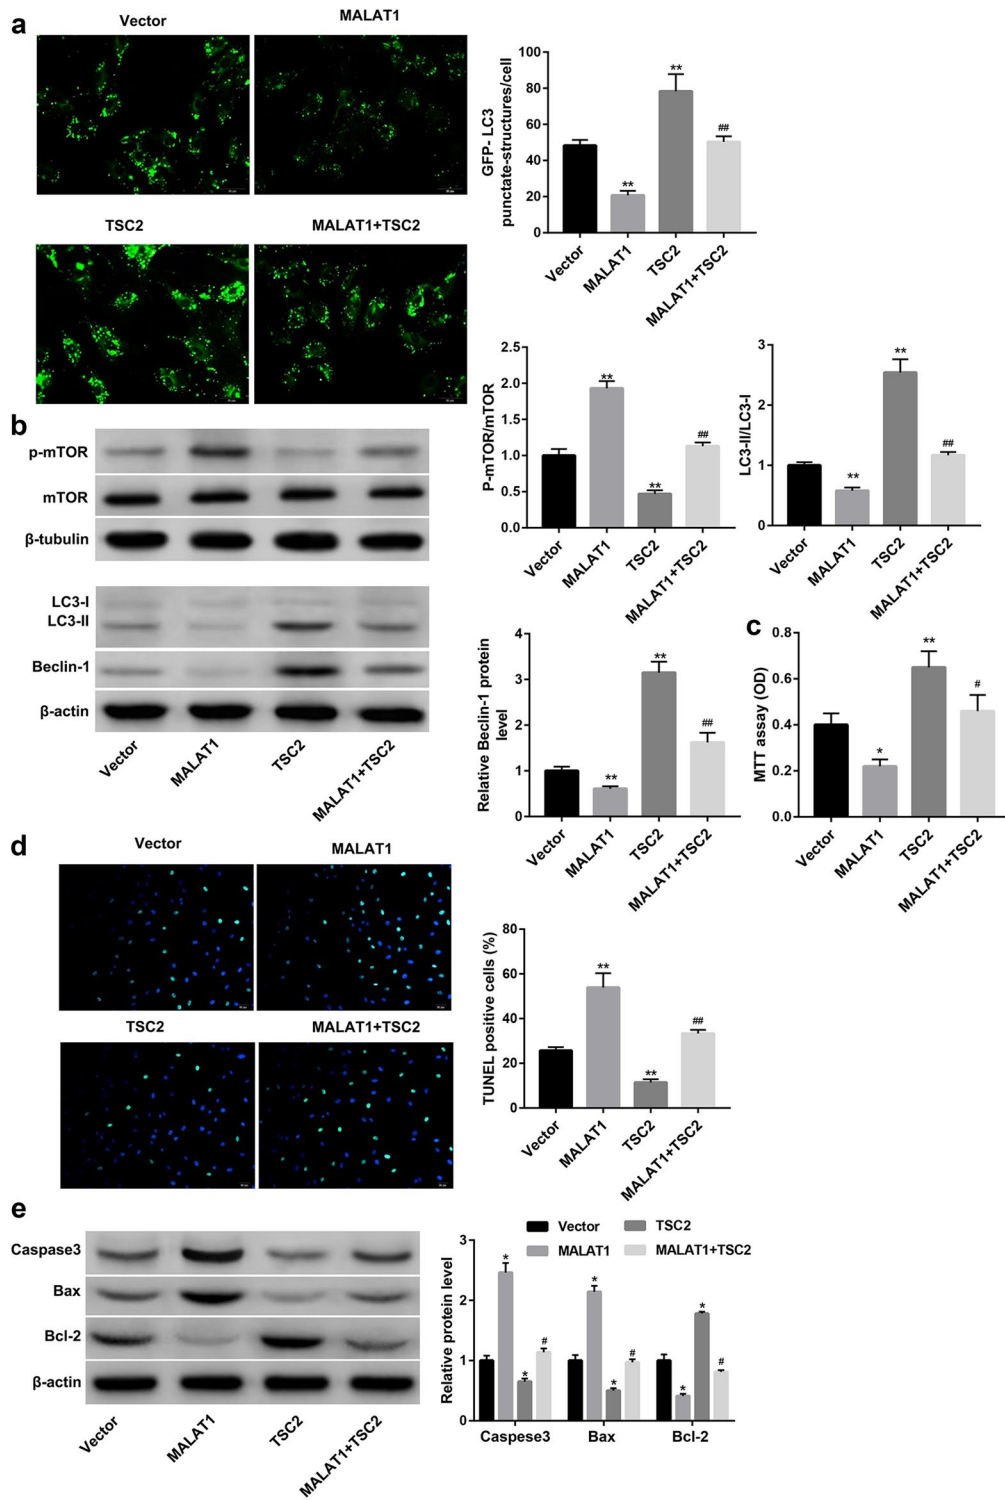 a
Vector
MALAT1
TSC2
MALAT1+TSC2
GFP- LC3
punctate-structures/cell
100
80
60
40
20
0
**
**
##
Vector
MALAT1
TSC2
MALAT1+TSC2
b
p-mTOR
mTOR
β-tubulin
LC3-I
LC3-II
Beclin-1
β-actin
Vector
MALAT1
TSC2
MALAT1+TSC2
P-mTOR/mTOR
2.5
2.0
1.5
1.0
0.5
0.0
**
**
##
Vector
MALAT1
TSC2
MALAT1+TSC2
LC3-II/LC3-I
3
2
1
0
**
**
##
Vector
MALAT1
TSC2
MALAT1+TSC2
Relative Beclin-1 protein
level
4
3
2
1
0
**
**
##
Vector
MALAT1
TSC2
MALAT1+TSC2
c
MTT assay (OD)
0.8
0.6
0.4
0.2
0.0
*
**
#
Vector
MALAT1
TSC2
MALAT1+TSC2
d
Vector
MALAT1
TSC2
MALAT1+TSC2
TUNEL positive cells (%)
80
60
40
20
0
**
**
##
Vector
MALAT1
TSC2
MALAT1+TSC2
e
Caspase3
Bax
Bcl-2
β-actin
Vector
MALAT1
TSC2
MALAT1+TSC2
Vector
TSC2
MALAT1
MALAT1+TSC2
Relative protein level
3
2
1
0
*
*
#
*
*
#
*
*
#
Caspese3
Bax
Bcl-2